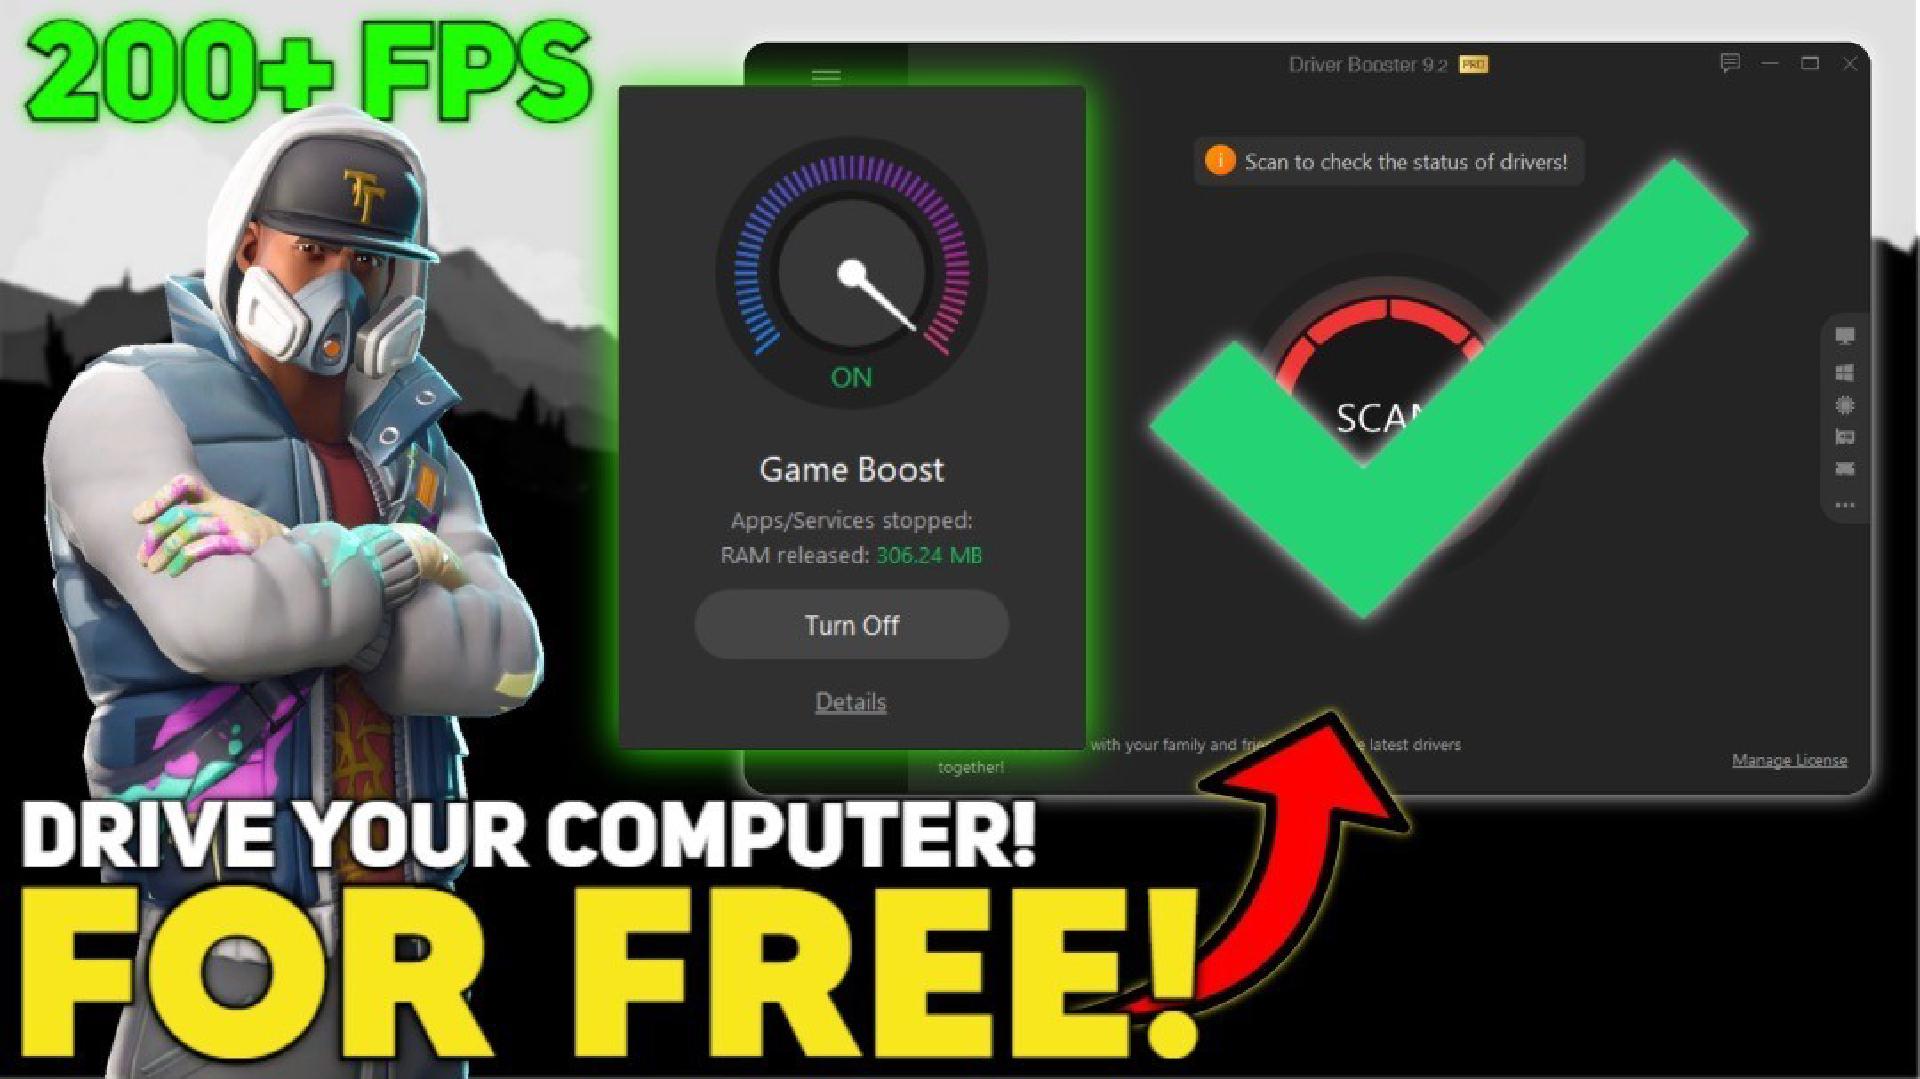 200+ FPS
TT
Driver Booster 9.2 PRO
Scan to check the status of drivers!
SCAN
ON
Game Boost
Apps/Services stopped:
RAM released: 306.24 MB
Turn Off
Details
with your family and latest drivers
together!
Manage License
DRIVE YOUR COMPUTER!
FOR FREE!